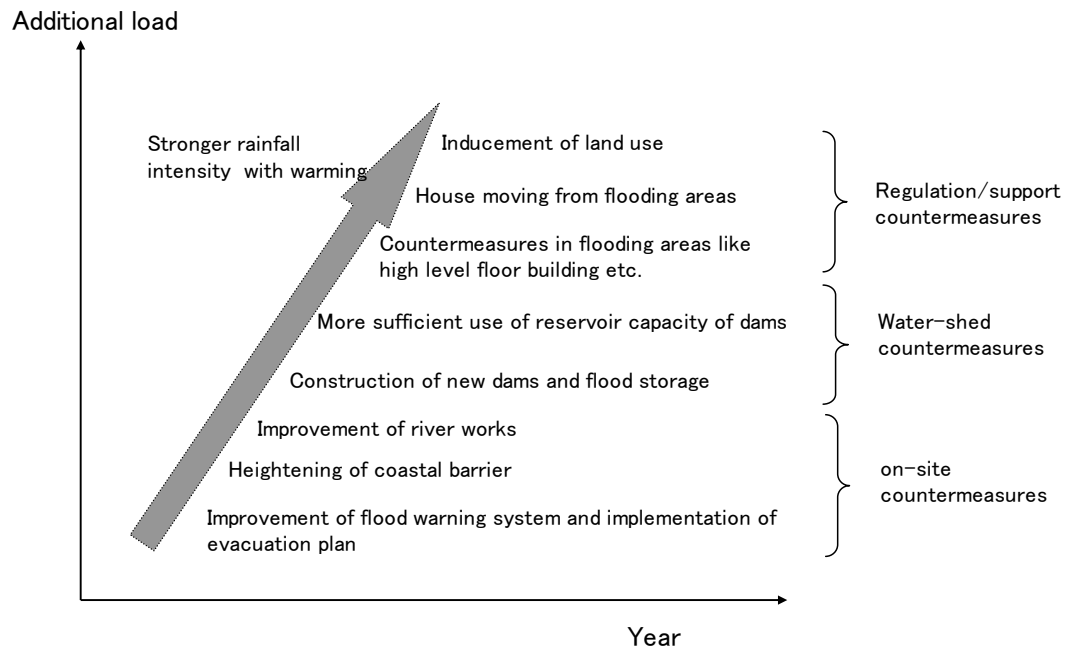 Additional load
Stronger rainfall
intensity with warming
Inducement of land use
House moving from flooding areas
Countermeasures in flooding areas like
high level floor building etc.
Regulation/support
countermeasures
More sufficient use of reservoir capacity of dams
Construction of new dams and flood storage
Water-shed
countermeasures
Improvement of river works
Heightening of coastal barrier
Improvement of flood warning system and implementation of
evacuation plan
on-site
countermeasures
Year